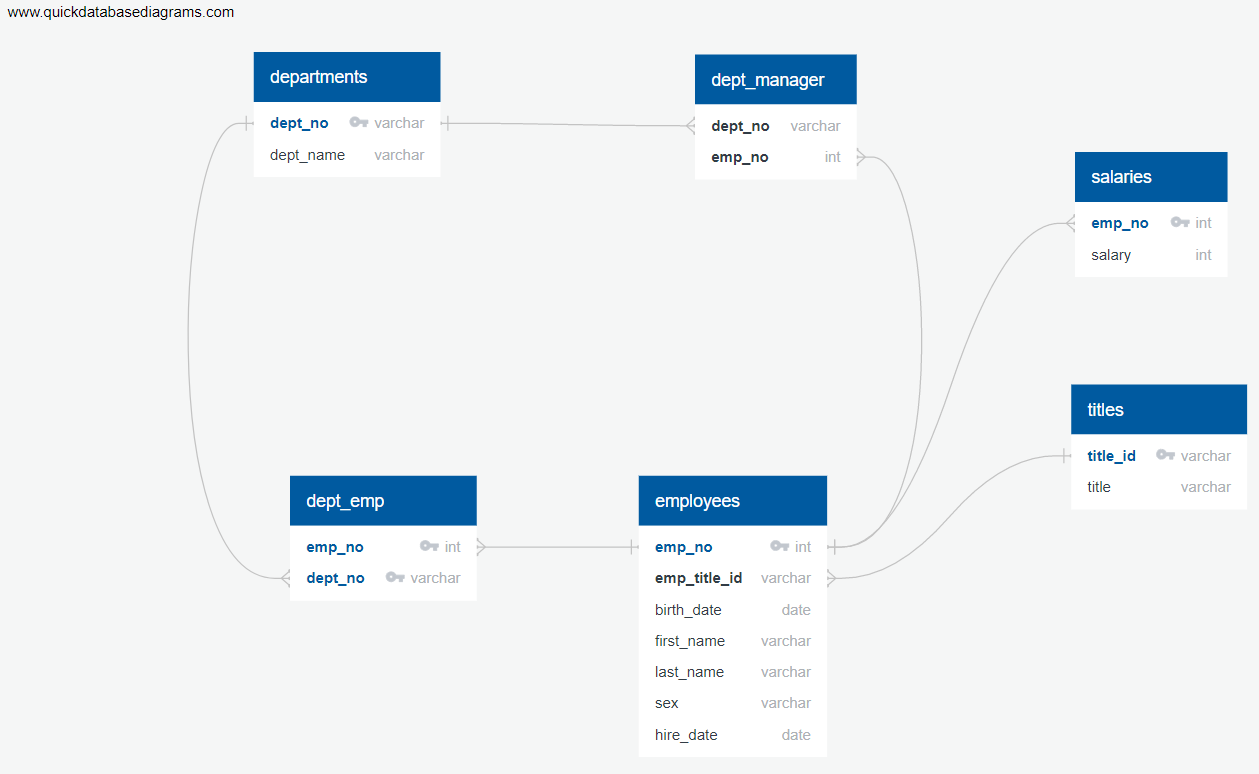 www.quickdatabasediagrams.com
departments
dept_no varchar
dept_name varchar
dept_manager
dept_no varchar
emp_no int
salaries
emp_no int
salary int
titles
title_id varchar
title varchar
dept_emp
emp_no int
dept_no varchar
employees
emp_no int
emp_title_id varchar
birth_date date
first_name varchar
last_name varchar
sex varchar
hire_date date